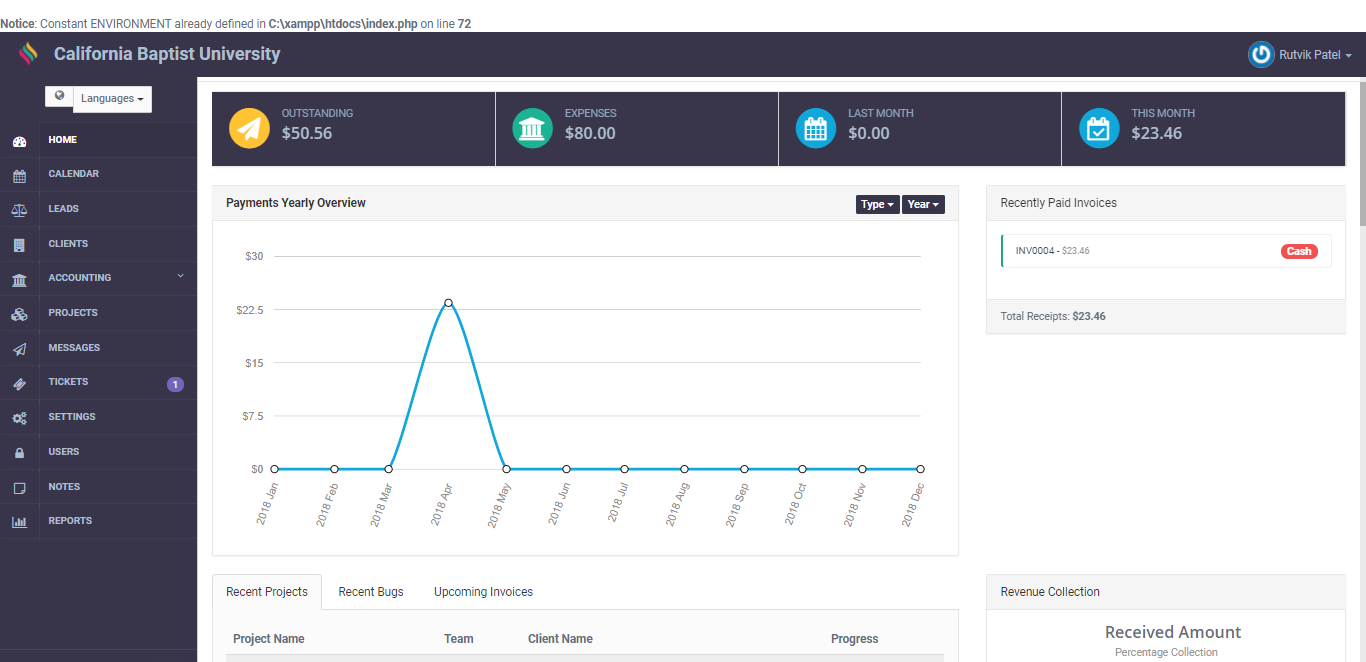 Notice: Constant ENVIRONMENT already defined in C:\xampp\htdocs\index.php on line 72
California Baptist University
Rutvik Patel
Languages
HOME
CALENDAR
LEADS
CLIENTS
ACCOUNTING
PROJECTS
MESSAGES
TICKETS 1
SETTINGS
USERS
NOTES
REPORTS
OUTSTANDING
$50.56
EXPENSES
$80.00
LAST MONTH
$0.00
THIS MONTH
$23.46
Payments Yearly Overview
Type
Year
$30
$22.5
$15
$7.5
$0
2018 Jan
2018 Feb
2018 Mar
2018 Apr
2018 May
2018 Jun
2018 Jul
2018 Aug
2018 Sep
2018 Oct
2018 Nov
2018 Dec
Recently Paid Invoices
INV0004 - $23.46 Cash
Total Receipts: $23.46
Recent Projects
Recent Bugs
Upcoming Invoices
Project Name
Team
Client Name
Progress
Revenue Collection
Received Amount
Percentage Collection